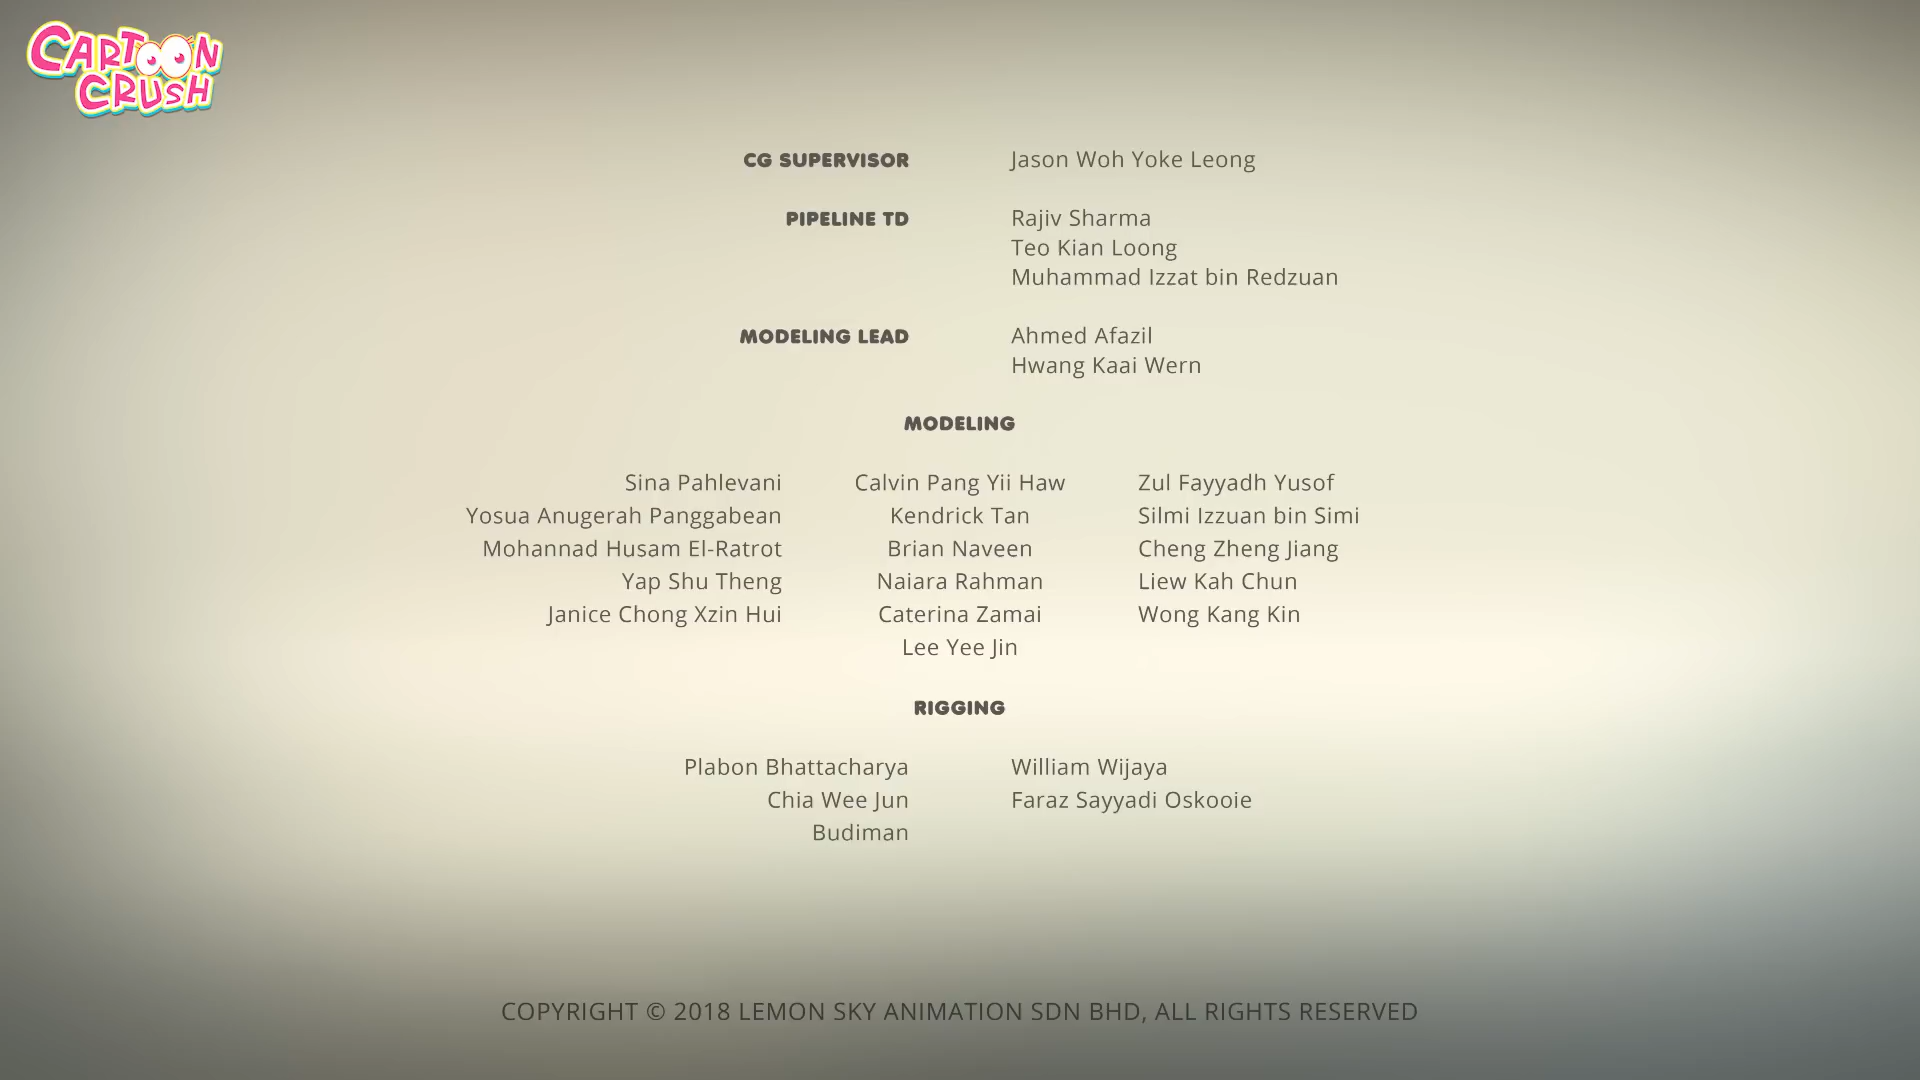 CARTOON
CRUSH
CG SUPERVISOR Jason Woh Yoke Leong
PIPELINE TD Rajiv Sharma
Teo Kian Loong
Muhammad Izzat bin Redzuan
MODELING LEAD Ahmed Afazil
Hwang Kaai Wern
MODELING
Sina Pahlevani Calvin Pang Yii Haw Zul Fayyadh Yusof
Yosua Anugerah Panggabean Kendrick Tan Silmi Izzuan bin Simi
Mohannad Husam El-Ratrot Brian Naveen Cheng Zheng Jiang
Yap Shu Theng Naiara Rahman Liew Kah Chun
Janice Chong Xzin Hui Caterina Zamai Wong Kang Kin
Lee Yee Jin
RIGGING
Plabon Bhattacharya William Wijaya
Chia Wee Jun Faraz Sayyadi Oskooie
Budiman
COPYRIGHT © 2018 LEMON SKY ANIMATION SDN BHD, ALL RIGHTS RESERVED